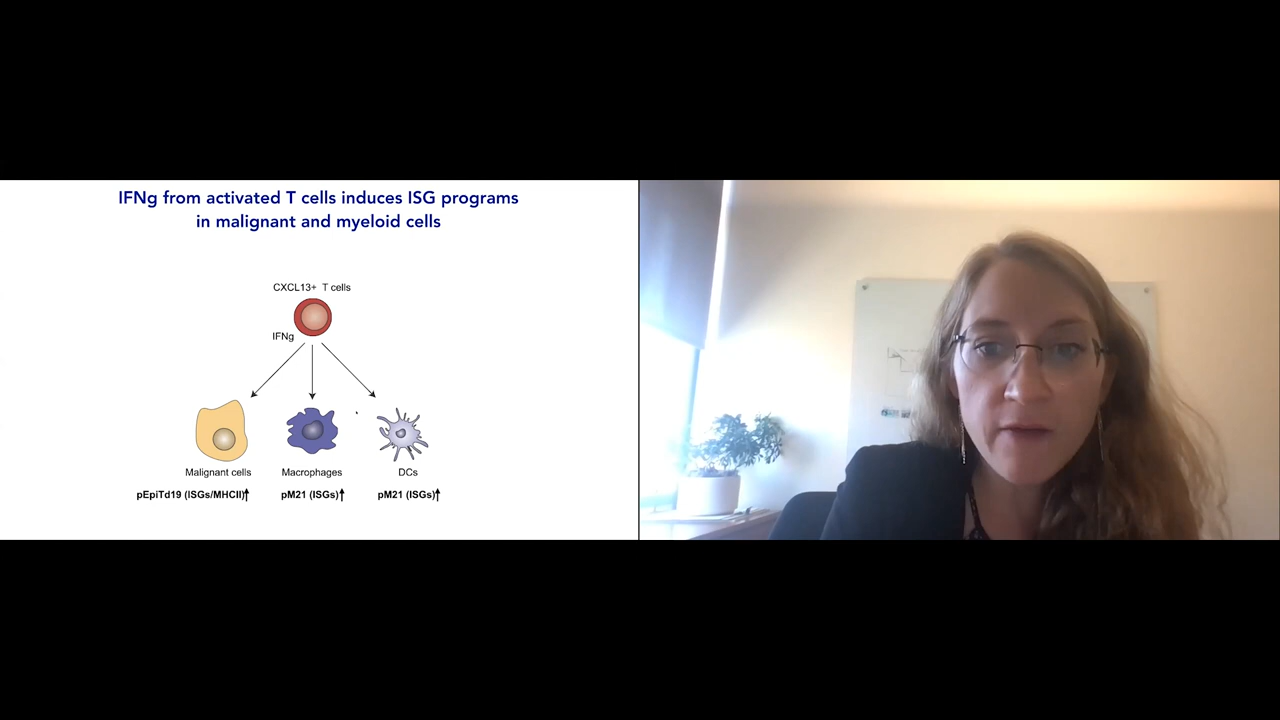 IFNg from activated T cells induces ISG programs
in malignant and myeloid cells
CXCL13+ T cells
IFNg
Malignant cells
Macrophages
DCs
pEpiTd19 (ISGs/MHCII)
pM21 (ISGs)
pM21 (ISGs)